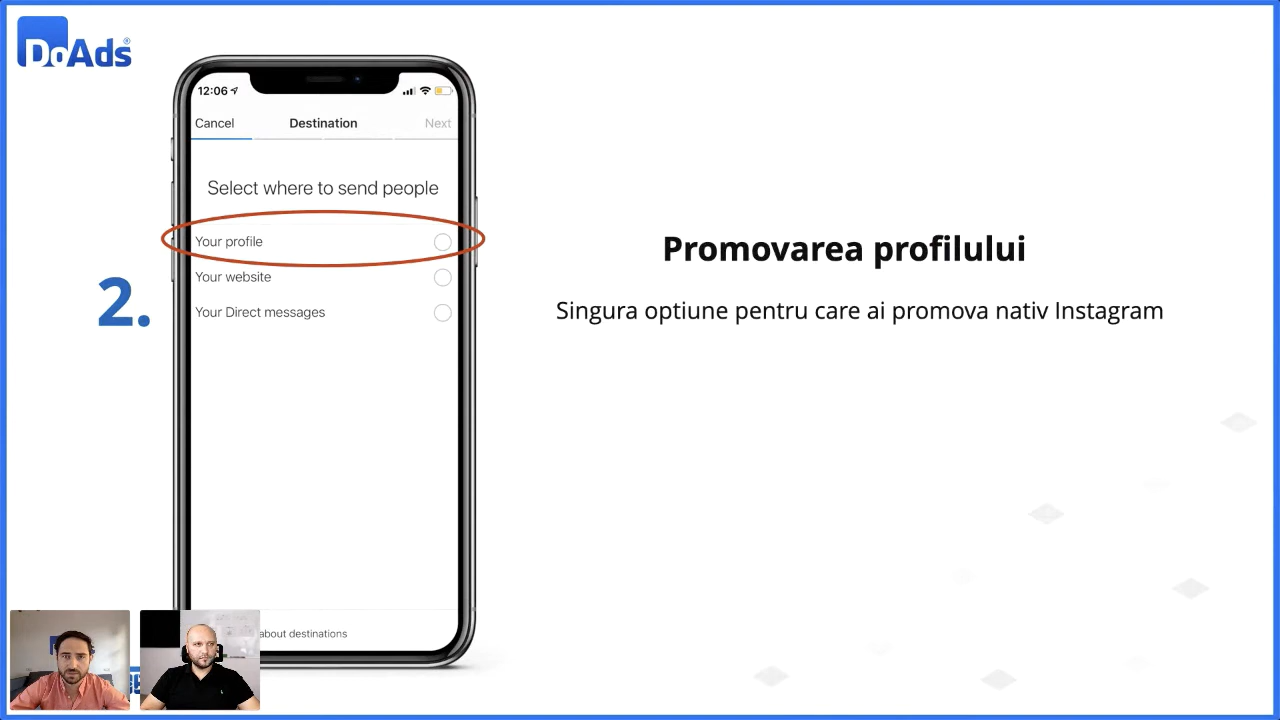 DoAds®
12:06
Cancel
Destination
Next
Select where to send people
Your profile
Your website
Your Direct messages
about destinations
2.
Promovarea profilului
Singura optiune pentru care ai promova nativ Instagram